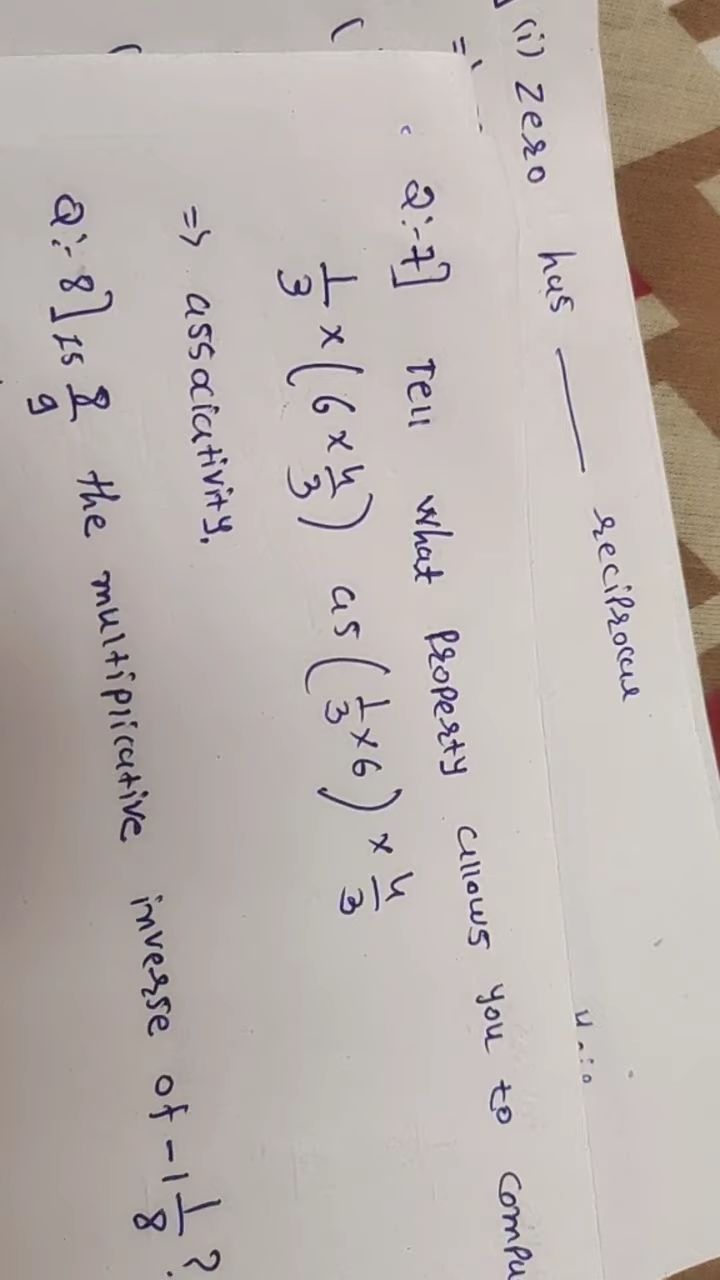 (i) Zero has ____ reciprocal
Q:-7] Tell what property allows you to compu
1/3 × (6 × 4/3) as (1/3 × 6) × 4/3
=> associativity.
Q:-8] Is 8/9 the multiplicative inverse of -1 1/8 ?